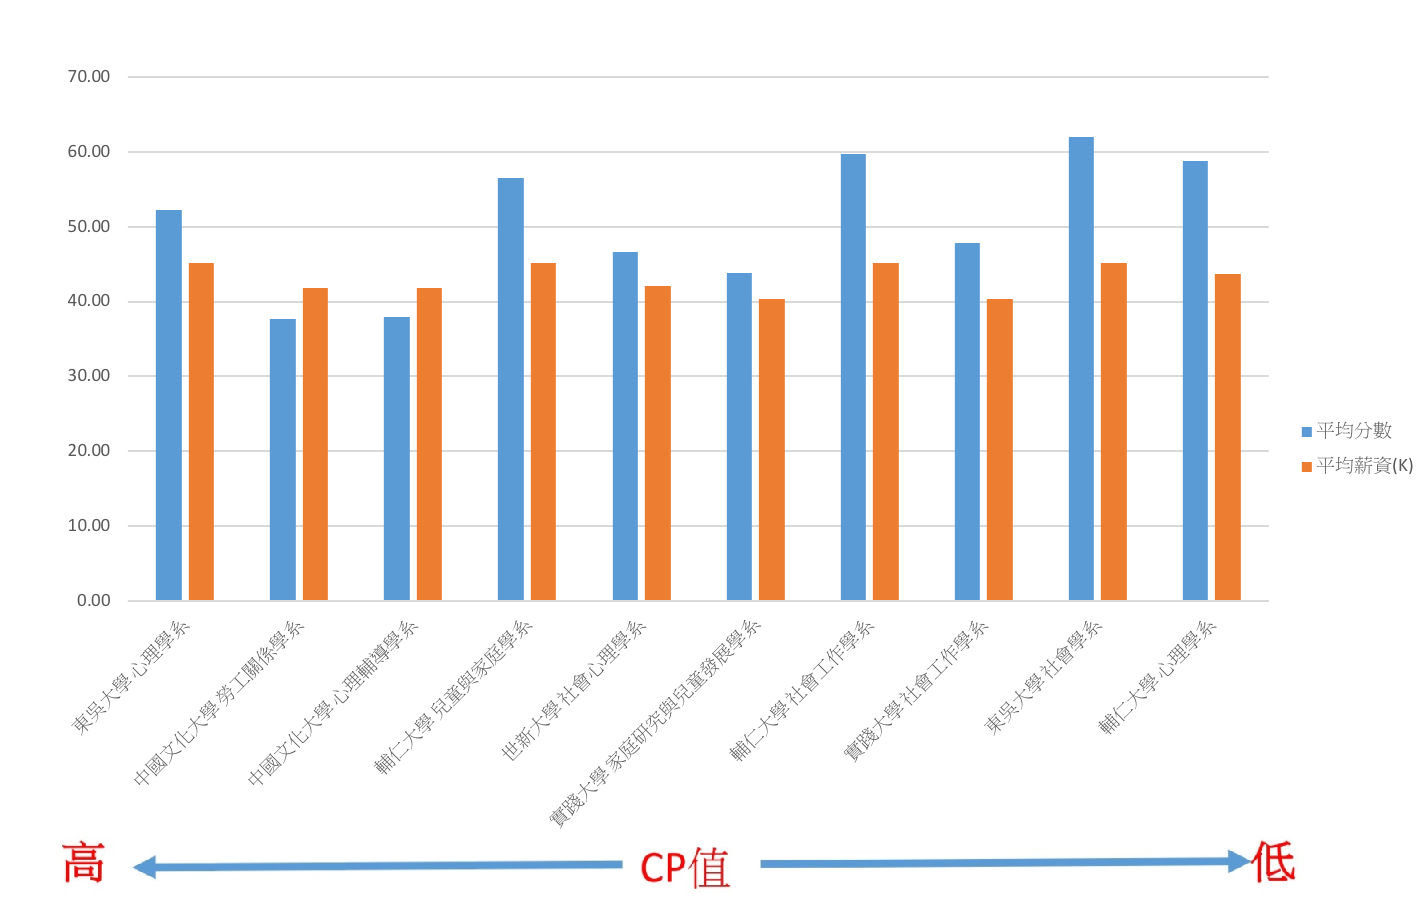 70.00
60.00
50.00
40.00
30.00
20.00
10.00
0.00
東吳大學 心理學系
中國文化大學 勞工關係學系
中國文化大學 心理輔導學系
輔仁大學 兒童與家庭學系
世新大學 社會心理學系
實踐大學 家庭研究與兒童發展學系
輔仁大學 社會工作學系
實踐大學 社會工作學系
東吳大學 社會學系
輔仁大學 心理學系
平均分數
平均薪資(K)
高 CP值 低